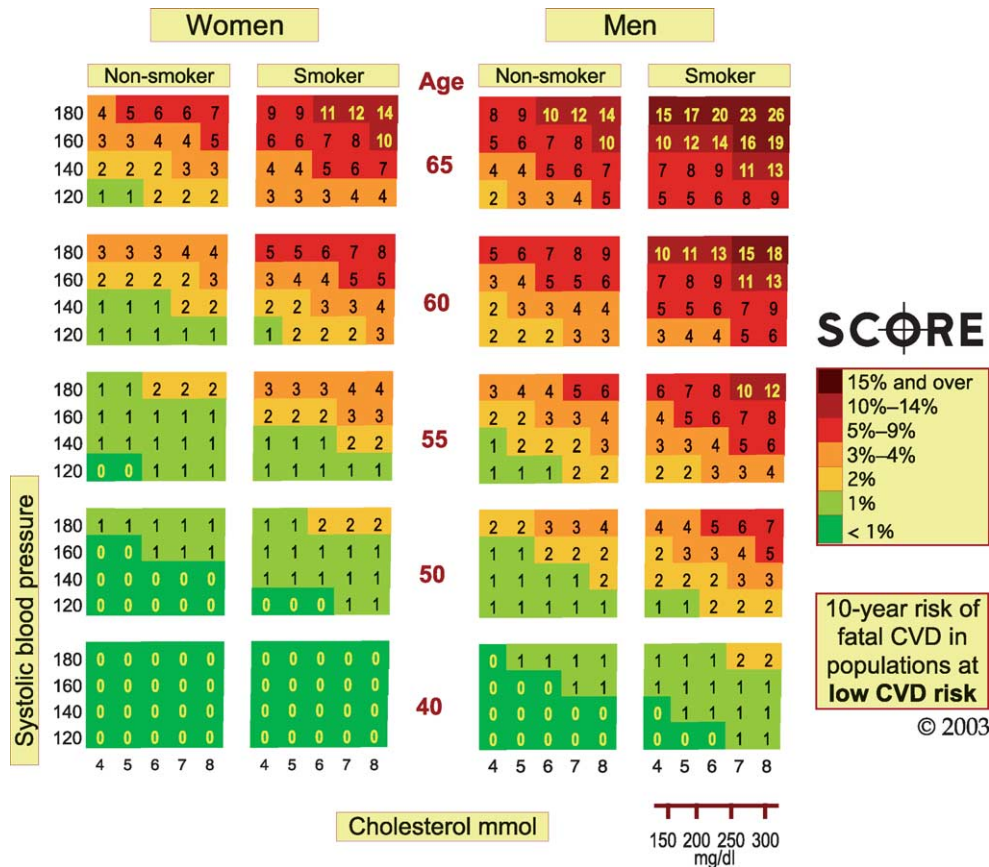 Women Men
Non-smoker Smoker Age Non-smoker Smoker
180 4 5 6 6 7 9 9 11 12 14 8 9 10 12 14 15 17 20 23 26
160 3 3 4 4 5 6 6 7 8 10 5 6 7 8 10 10 12 14 16 19
65
140 2 2 2 3 3 4 4 5 6 7 4 4 5 6 7 7 8 9 11 13
120 1 1 2 2 2 3 3 3 4 4 2 3 3 4 5 5 5 6 8 9
180 3 3 3 4 4 5 5 6 7 8 5 6 7 8 9 10 11 13 15 18
160 2 2 2 2 3 3 4 4 5 5 3 4 5 5 6 7 8 9 11 13
60
140 1 1 1 2 2 2 2 3 3 4 2 3 3 4 4 5 5 6 7 9
120 1 1 1 1 1 1 2 2 2 3 2 2 2 3 3 3 4 4 5 6
180 1 1 2 2 2 3 3 3 4 4 3 4 4 5 6 6 7 8 10 12
160 1 1 1 1 1 2 2 2 3 3 2 2 3 3 4 4 5 6 7 8
55
140 1 1 1 1 1 1 1 1 2 2 1 2 2 2 3 3 3 4 5 6
120 0 0 1 1 1 1 1 1 1 1 1 1 1 2 2 2 2 3 3 4
180 1 1 1 1 1 1 1 2 2 2 2 2 3 3 4 4 4 5 6 7
160 0 0 1 1 1 1 1 1 1 1 1 1 2 2 2 2 3 3 4 5
50
140 0 0 0 0 0 1 1 1 1 1 1 1 1 1 2 2 2 2 3 3
120 0 0 0 0 0 0 0 0 1 1 1 1 1 1 1 1 1 2 2 2
180 0 0 0 0 0 0 0 0 0 0 0 1 1 1 1 1 1 1 2 2
160 0 0 0 0 0 0 0 0 0 0 0 0 0 1 1 1 1 1 1 1
40
140 0 0 0 0 0 0 0 0 0 0 0 0 0 0 0 0 1 1 1 1
120 0 0 0 0 0 0 0 0 0 0 0 0 0 0 0 0 0 0 1 1
4 5 6 7 8 4 5 6 7 8 4 5 6 7 8 4 5 6 7 8
Systolic blood pressure
Cholesterol mmol
150 200 250 300
mg/dl
SCORE
15% and over
10%–14%
5%–9%
3%–4%
2%
1%
< 1%
10-year risk of
fatal CVD in
populations at
low CVD risk
© 2003